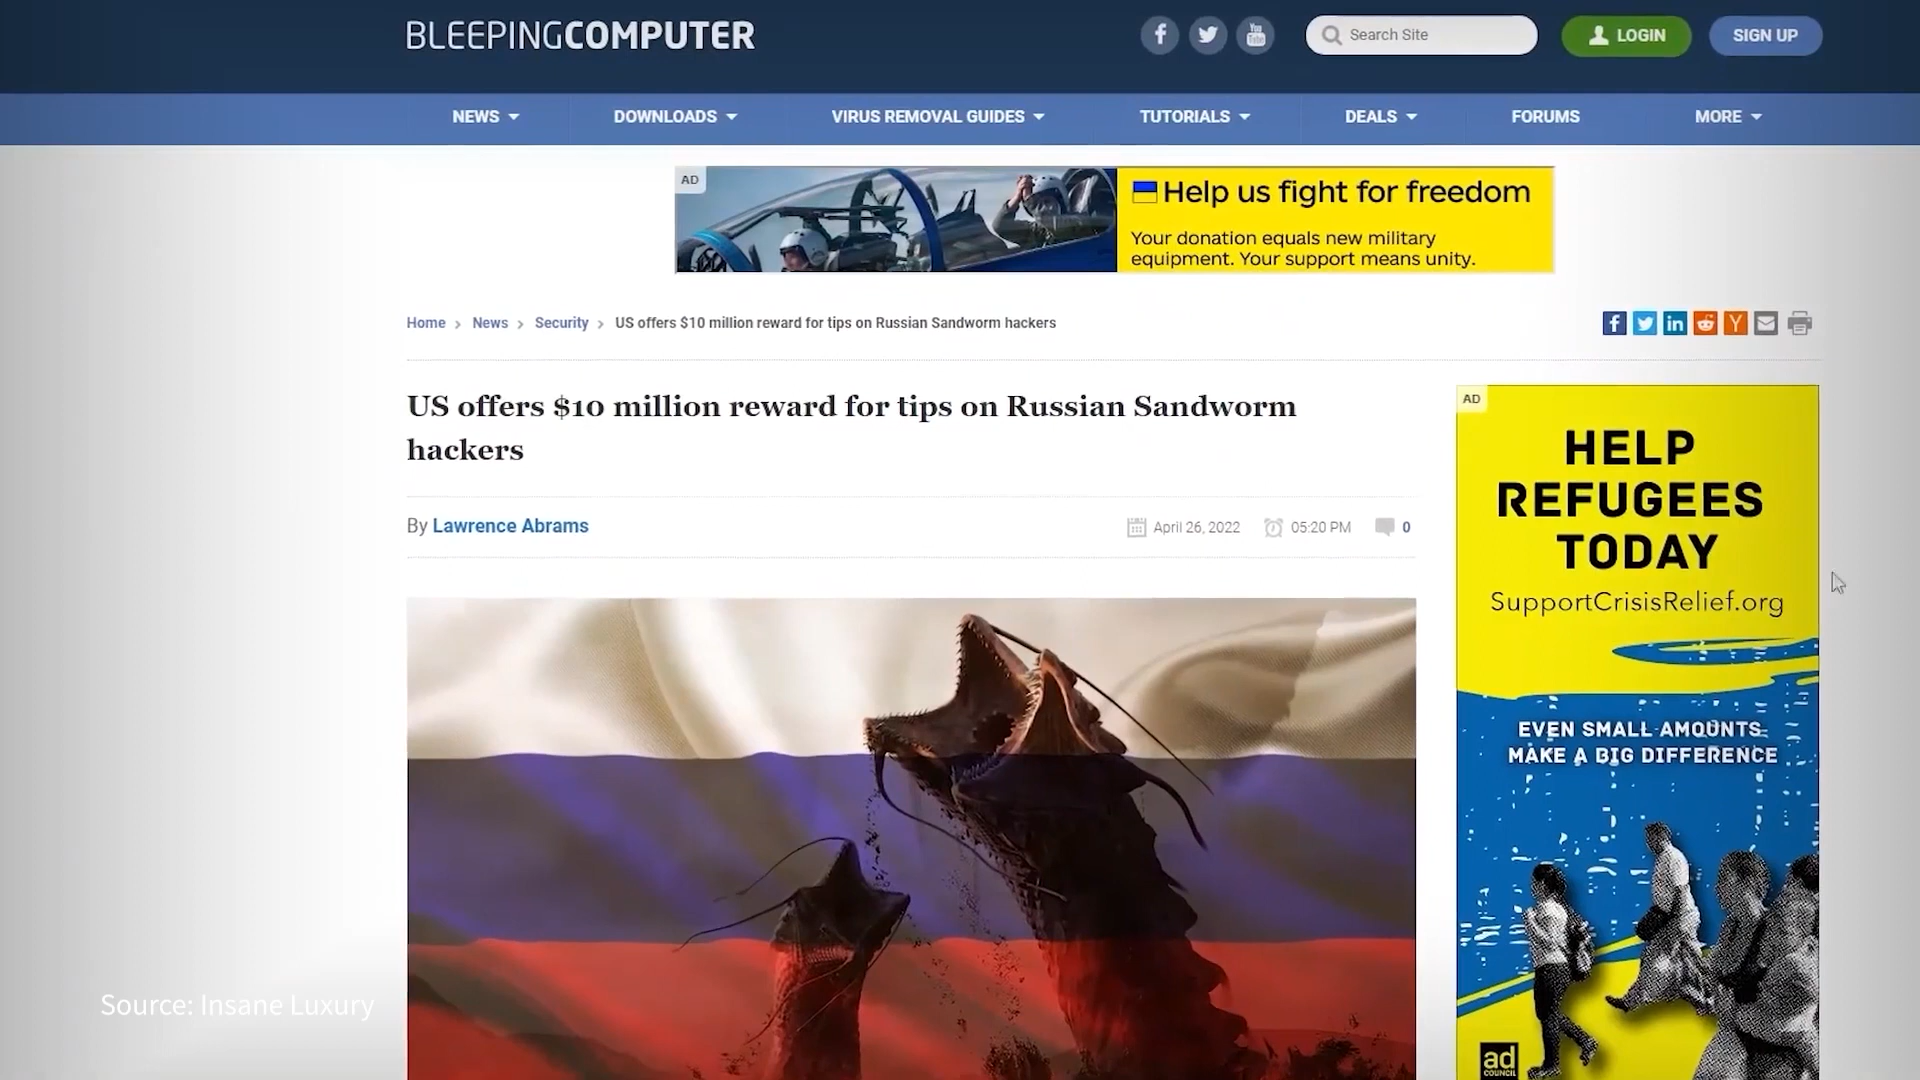 BLEEPINGCOMPUTER
Search Site
LOGIN
SIGN UP
NEWS
DOWNLOADS
VIRUS REMOVAL GUIDES
TUTORIALS
DEALS
FORUMS
MORE
AD
Help us fight for freedom
Your donation equals new military
equipment. Your support means unity.
Home > News > Security > US offers $10 million reward for tips on Russian Sandworm hackers
US offers $10 million reward for tips on Russian Sandworm
hackers
By Lawrence Abrams
April 26, 2022
05:20 PM
0
AD
HELP
REFUGEES
TODAY
SupportCrisisRelief.org
EVEN SMALL AMOUNTS
MAKE A BIG DIFFERENCE
ad
COUNCIL
Source: Insane Luxury